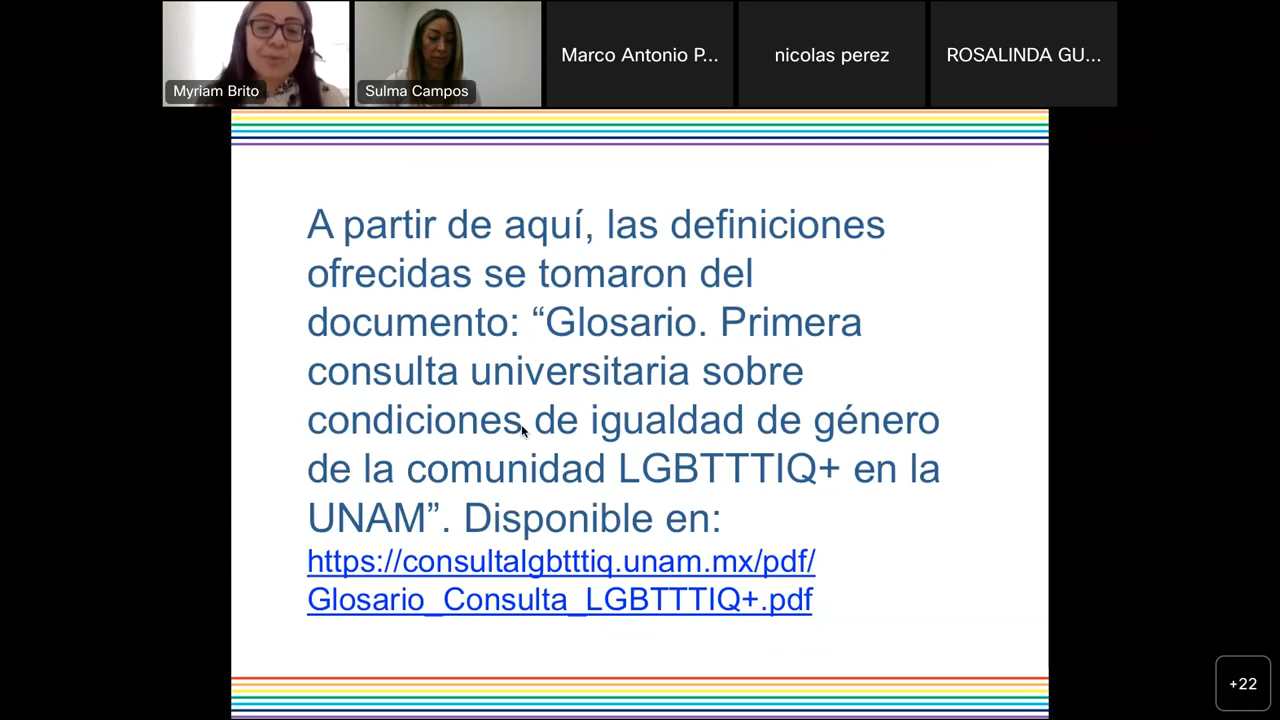 Myriam Brito
Sulma Campos
Marco Antonio P...
nicolas perez
ROSALINDA GU...
A partir de aquí, las definiciones
ofrecidas se tomaron del
documento: “Glosario. Primera
consulta universitaria sobre
condiciones de igualdad de género
de la comunidad LGBTTTIQ+ en la
UNAM”. Disponible en:
https://consultalgbtttiq.unam.mx/pdf/
Glosario_Consulta_LGBTTTIQ+.pdf
+22